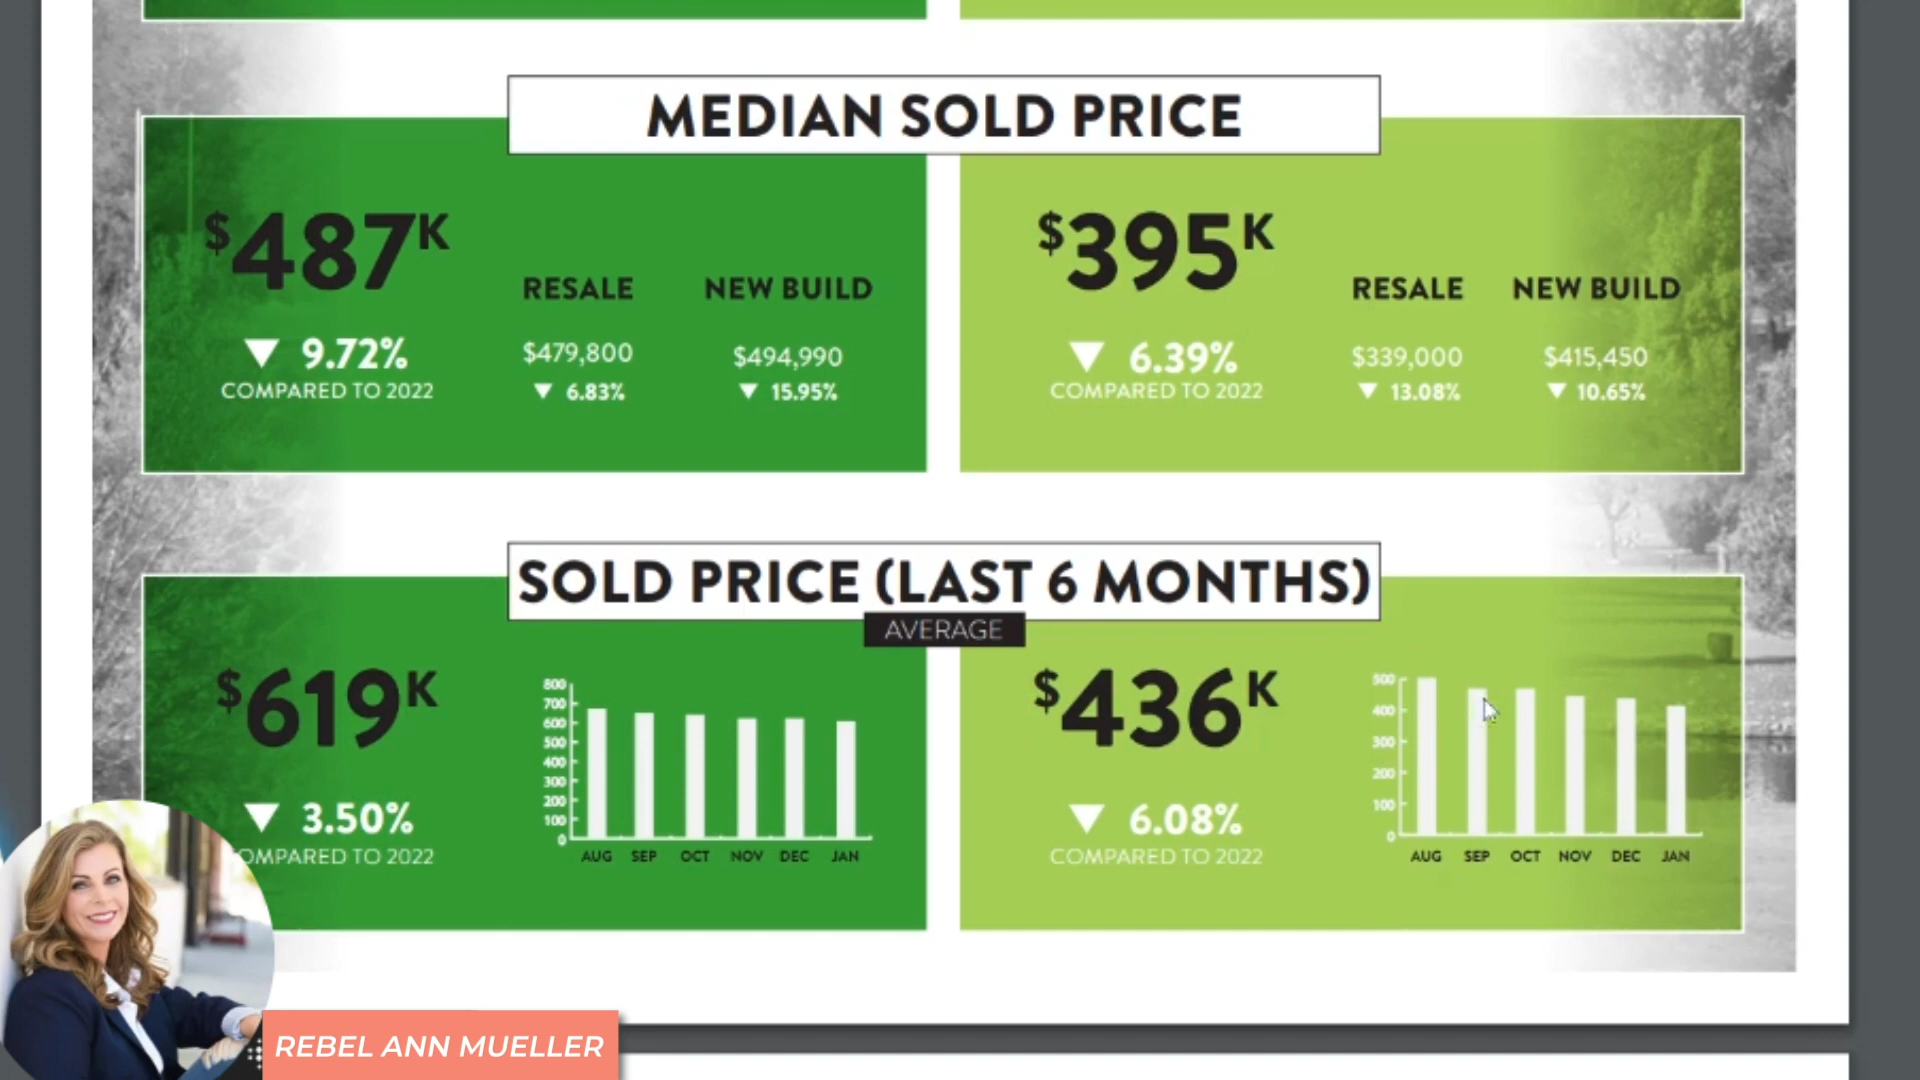 MEDIAN SOLD PRICE
$487K
RESALE
NEW BUILD
9.72%
COMPARED TO 2022
$479,800
6.83%
$494,990
15.95%
$395K
RESALE
NEW BUILD
6.39%
COMPARED TO 2022
$339,000
13.08%
$415,450
10.65%
SOLD PRICE (LAST 6 MONTHS)
AVERAGE
$619K
3.50%
OMPARED TO 2022
800
700
600
500
400
300
200
100
0
AUG SEP OCT NOV DEC JAN
$436K
6.08%
COMPARED TO 2022
500
400
300
200
100
0
AUG SEP OCT NOV DEC JAN
REBEL ANN MUELLER